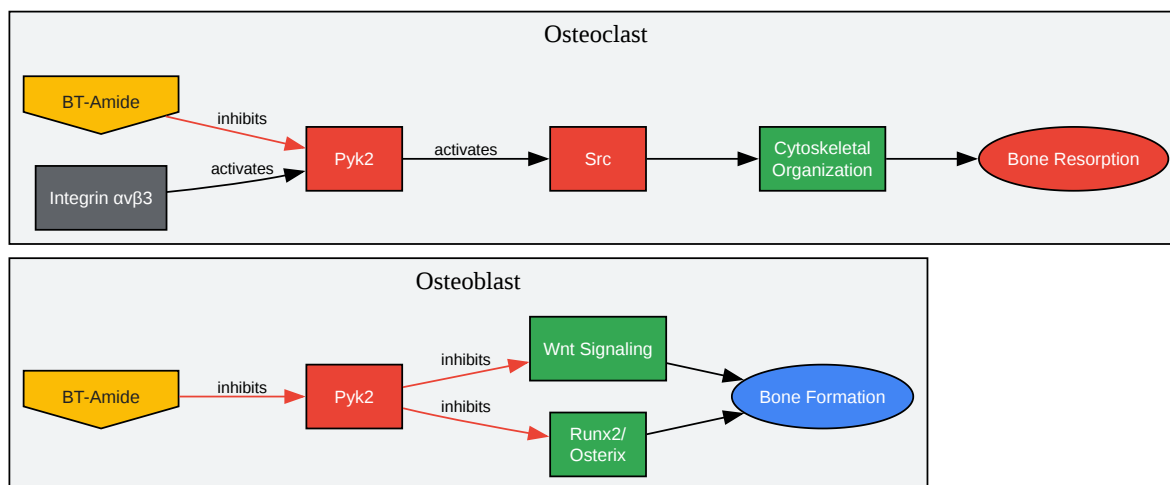 Osteoclast
BT-Amide
inhibits
Integrin αvβ3
activates
Pyk2
activates
Src
Cytoskeletal
Organization
Bone Resorption
Osteoblast
BT-Amide
inhibits
Pyk2
inhibits
Wnt Signaling
inhibits
Runx2/
Osterix
Bone Formation